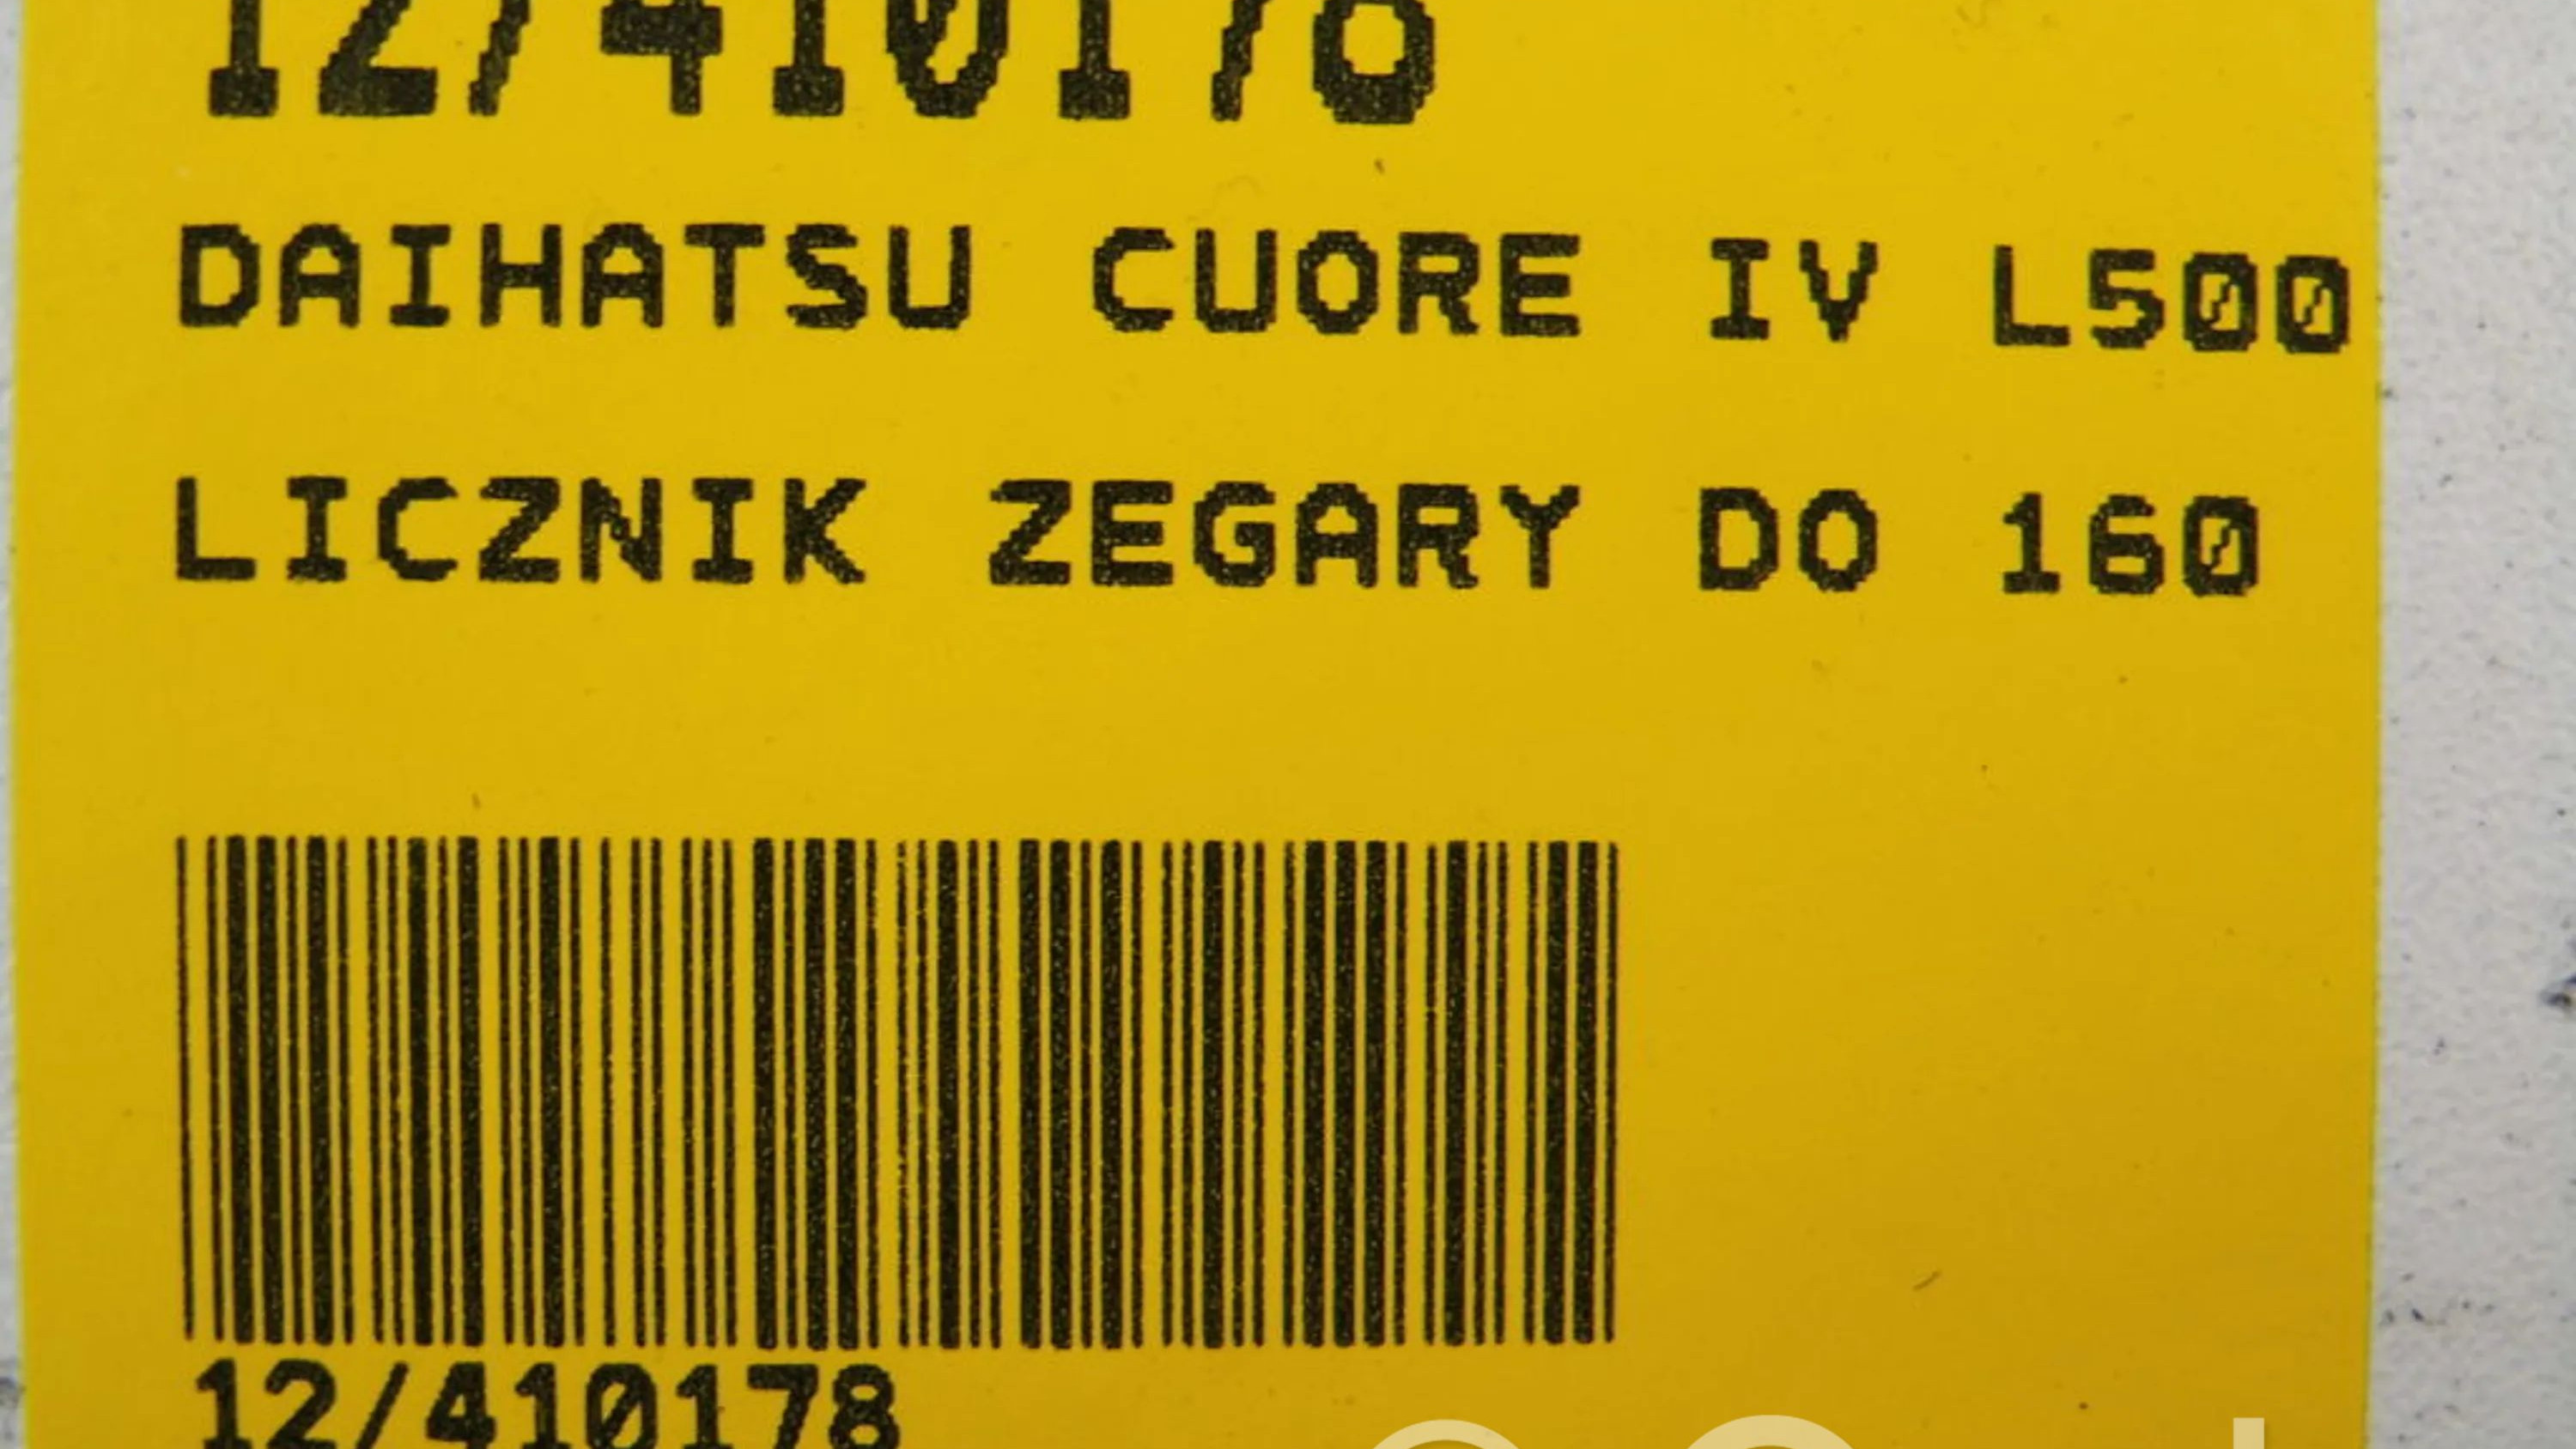 12/410178
DAIHATSU CUORE IV L500
LICZNIK ZEGARY DO 160
12/410178